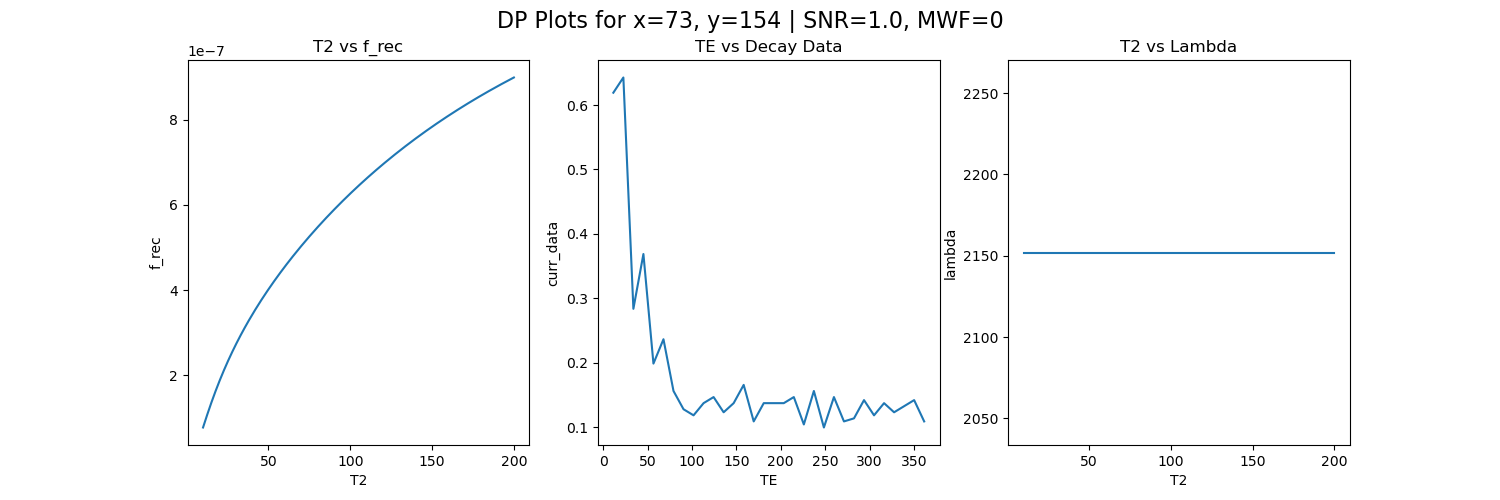 DP Plots for x=73, y=154 | SNR=1.0, MWF=0
T2 vs f_rec
1e−7
8
6
4
2
f_rec
50 100 150 200
T2
TE vs Decay Data
0.6
0.5
0.4
0.3
0.2
0.1
curr_data
0 50 100 150 200 250 300 350
TE
T2 vs Lambda
2250
2200
2150
2100
2050
lambda
50 100 150 200
T2